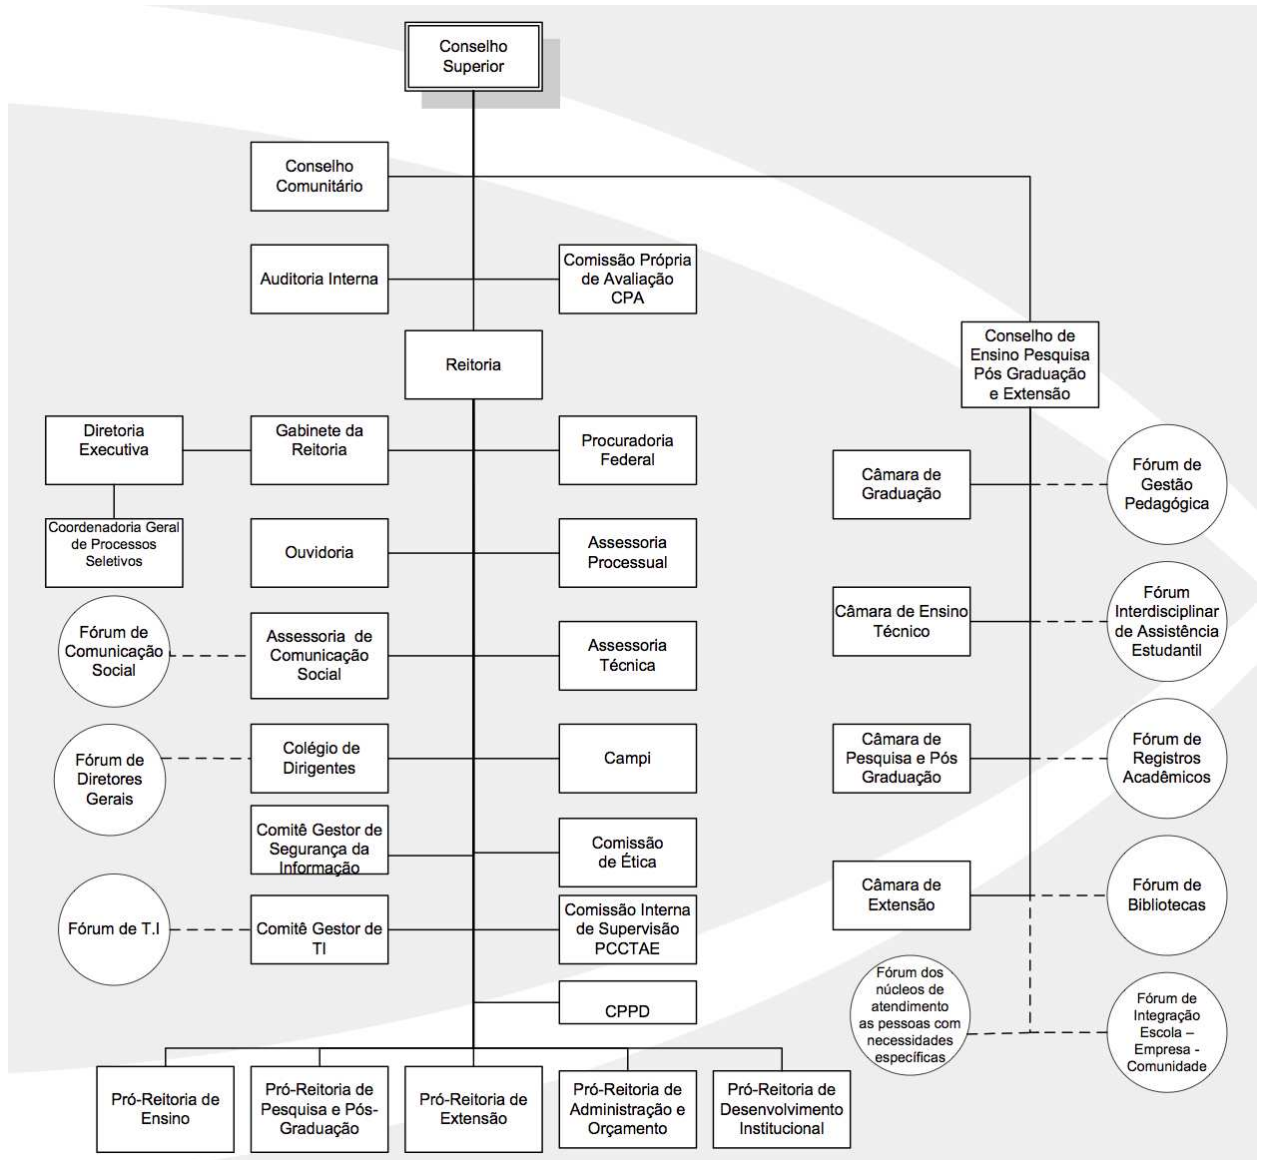 Conselho
Superior
Conselho
Comunitário
Auditoria Interna
Comissão Própria
de Avaliação
CPA
Reitoria
Conselho de
Ensino Pesquisa
Pós Graduação
e Extensão
Diretoria
Executiva
Gabinete da
Reitoria
Procuradoria
Federal
Câmara de
Graduação
Fórum de
Gestão
Pedagógica
Coordenadoria Geral
de Processos
Seletivos
Ouvidoria
Assessoria
Processual
Fórum de
Comunicação
Social
Assessoria de
Comunicação
Social
Assessoria
Técnica
Câmara de Ensino
Técnico
Fórum
Interdisciplinar
de Assistência
Estudantil
Fórum de
Diretores
Gerais
Colégio de
Dirigentes
Campi
Câmara de
Pesquisa e Pós
Graduação
Fórum de
Registros
Acadêmicos
Comitê Gestor de
Segurança da
Informação
Comissão
de Ética
Câmara de
Extensão
Fórum de
Bibliotecas
Fórum de T.I
Comitê Gestor de
TI
Comissão Interna
de Supervisão
PCCTAE
CPPD
Fórum dos
núcleos de
atendimento
as pessoas com
necessidades
específicas
Fórum de
Integração
Escola –
Empresa -
Comunidade
Pró-Reitoria de
Ensino
Pró-Reitoria de
Pesquisa e Pós-
Graduação
Pró-Reitoria de
Extensão
Pró-Reitoria de
Administração e
Orçamento
Pró-Reitoria de
Desenvolvimento
Institucional